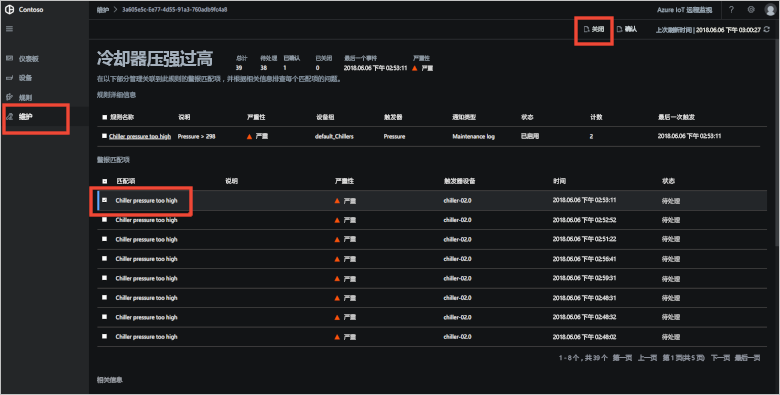 Contoso
维护 > 3a605e5c-6e77-4d55-91a3-760adb9fc4a8
Azure IoT 远程监视
?
关闭
确认
上次刷新时间 | 2018.06.06 下午 03:00:27
仪表板
设备
规则
维护
冷却器压强过高
总计 待处理 已确认 已关闭 最后一个事件 严重性
39 38 1 0 2018.06.06 下午 02:53:11 严重
在以下部分管理关联到此规则的警报匹配项，并根据相关信息排查每个匹配项的问题。
规则详细信息
规则名称 说明 严重性 设备组 触发器 通知类型 状态 计数 最后一次触发
Chiller pressure too high Pressure > 298 严重 default_Chillers Pressure Maintenance log 已启用 2 2018.06.06 下午 02:53:11
警报匹配项
匹配项 说明 严重性 触发器设备 时间 状态
Chiller pressure too high 严重 chiller-02.0 2018.06.06 下午 02:53:11 待处理
Chiller pressure too high 严重 chiller-02.0 2018.06.06 下午 02:52:52 待处理
Chiller pressure too high 严重 chiller-02.0 2018.06.06 下午 02:51:22 待处理
Chiller pressure too high 严重 chiller-02.0 2018.06.06 下午 02:56:41 待处理
Chiller pressure too high 严重 chiller-02.0 2018.06.06 下午 02:59:31 待处理
Chiller pressure too high 严重 chiller-02.0 2018.06.06 下午 02:48:31 待处理
Chiller pressure too high 严重 chiller-02.0 2018.06.06 下午 02:48:32 待处理
Chiller pressure too high 严重 chiller-02.0 2018.06.06 下午 02:48:02 待处理
1 - 8 个，共 39 个 第一页 上一页 第 1 页(共 5 页) 下一页 最后一页
相关信息